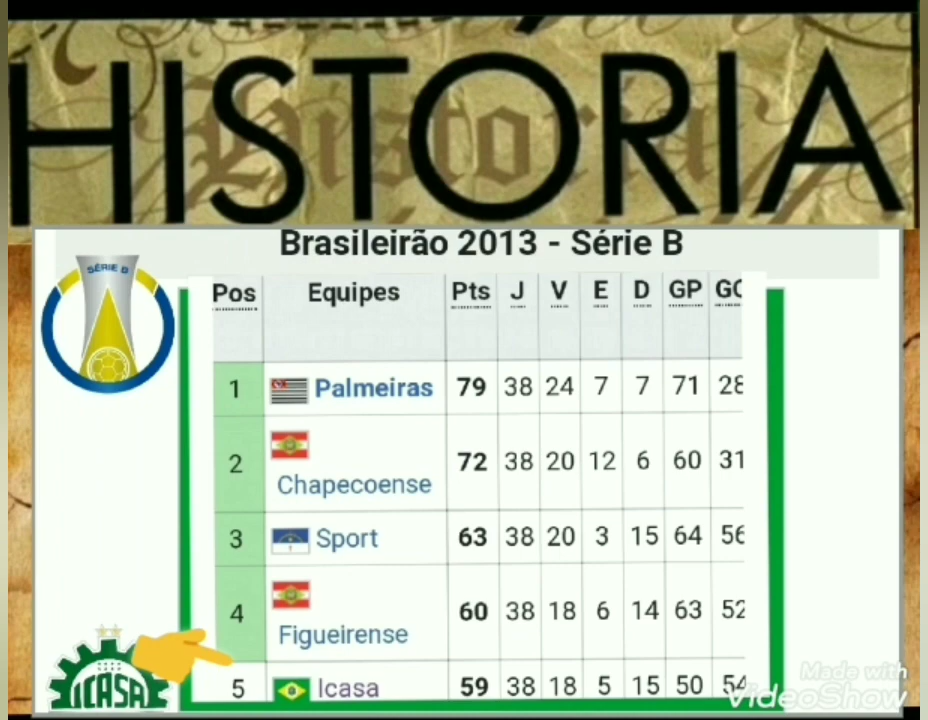 HISTÓRIA
História
Brasileirão 2013 - Série B
SÉRIE B
Pos Equipes Pts J V E D GP GC
1 Palmeiras 79 38 24 7 7 71 28
2 Chapecoense 72 38 20 12 6 60 31
3 Sport 63 38 20 3 15 64 56
4 Figueirense 60 38 18 6 14 63 52
5 Icasa 59 38 18 5 15 50 54
ICASA
Made with
VideoShow